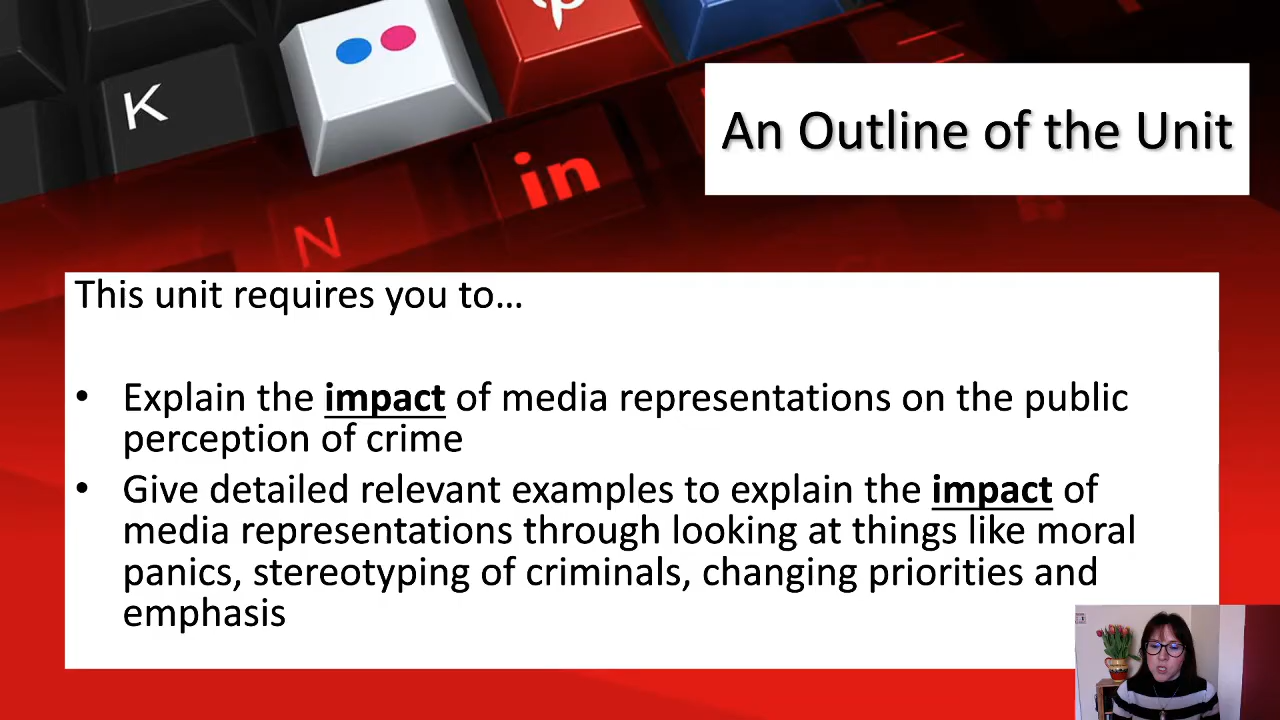 K
in
N
An Outline of the Unit
This unit requires you to…
• Explain the impact of media representations on the public
perception of crime
• Give detailed relevant examples to explain the impact of
media representations through looking at things like moral
panics, stereotyping of criminals, changing priorities and
emphasis